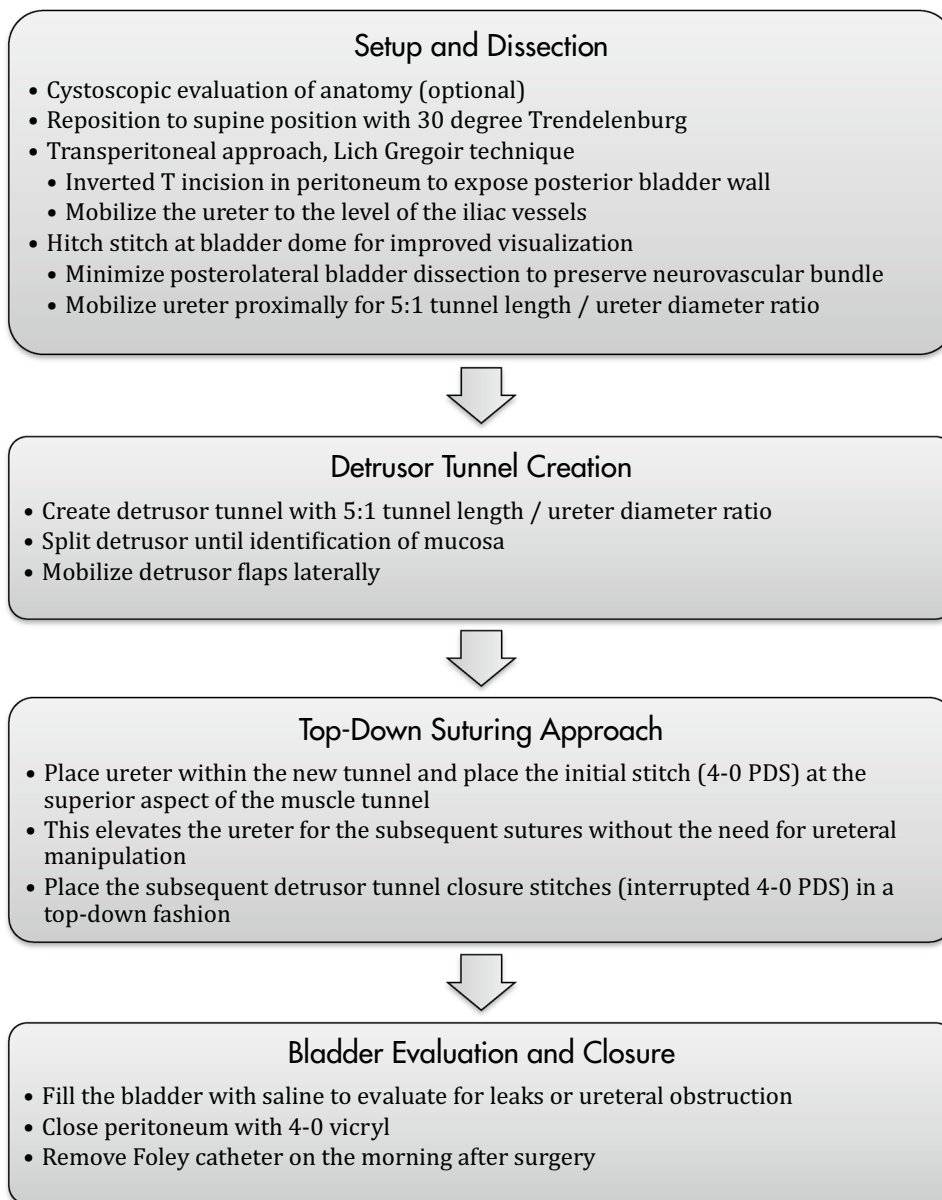 Setup and Dissection
• Cystoscopic evaluation of anatomy (optional)
• Reposition to supine position with 30 degree Trendelenburg
• Transperitoneal approach, Lich Gregoir technique
• Inverted T incision in peritoneum to expose posterior bladder wall
• Mobilize the ureter to the level of the iliac vessels
• Hitch stitch at bladder dome for improved visualization
• Minimize posterolateral bladder dissection to preserve neurovascular bundle
• Mobilize ureter proximally for 5:1 tunnel length / ureter diameter ratio
Detrusor Tunnel Creation
• Create detrusor tunnel with 5:1 tunnel length / ureter diameter ratio
• Split detrusor until identification of mucosa
• Mobilize detrusor flaps laterally
Top-Down Suturing Approach
• Place ureter within the new tunnel and place the initial stitch (4-0 PDS) at the
superior aspect of the muscle tunnel
• This elevates the ureter for the subsequent sutures without the need for ureteral
manipulation
• Place the subsequent detrusor tunnel closure stitches (interrupted 4-0 PDS) in a
top-down fashion
Bladder Evaluation and Closure
• Fill the bladder with saline to evaluate for leaks or ureteral obstruction
• Close peritoneum with 4-0 vicryl
• Remove Foley catheter on the morning after surgery